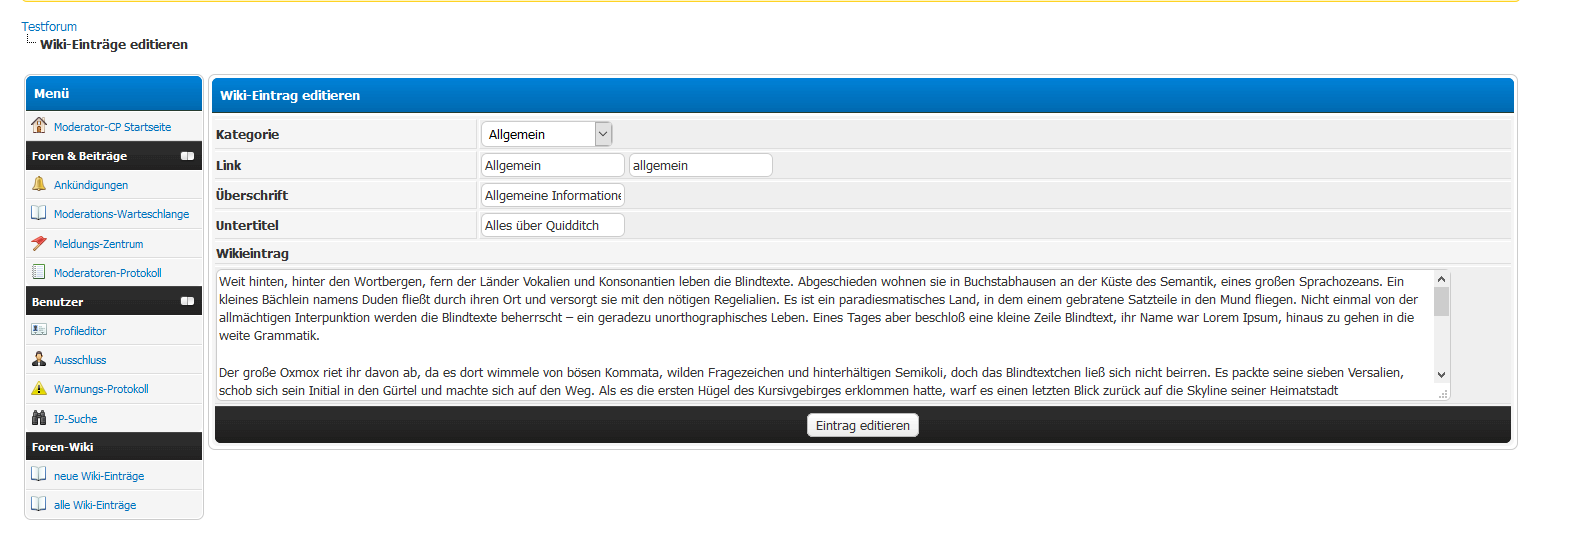 Testforum
Wiki-Einträge editieren
Menü
Moderator-CP Startseite
Foren & Beiträge
Ankündigungen
Moderations-Warteschlange
Meldungs-Zentrum
Moderatoren-Protokoll
Benutzer
Profileditor
Ausschluss
Warnungs-Protokoll
IP-Suche
Foren-Wiki
neue Wiki-Einträge
alle Wiki-Einträge
Wiki-Eintrag editieren
Kategorie Allgemein
Link Allgemein allgemein
Überschrift Allgemeine Informatione
Untertitel Alles über Quidditch
Wikieintrag
Weit hinten, hinter den Wortbergen, fern der Länder Vokalien und Konsonantien leben die Blindtexte. Abgeschieden wohnen sie in Buchstabhausen an der Küste des Semantik, eines großen Sprachozeans. Ein
kleines Bächlein namens Duden fließt durch ihren Ort und versorgt sie mit den nötigen Regelialien. Es ist ein paradiesmatisches Land, in dem einem gebratene Satzteile in den Mund fliegen. Nicht einmal von der
allmächtigen Interpunktion werden die Blindtexte beherrscht – ein geradezu unorthographisches Leben. Eines Tages aber beschloß eine kleine Zeile Blindtext, ihr Name war Lorem Ipsum, hinaus zu gehen in die
weite Grammatik.
Der große Oxmox riet ihr davon ab, da es dort wimmele von bösen Kommata, wilden Fragezeichen und hinterhältigen Semikoli, doch das Blindtextchen ließ sich nicht beirren. Es packte seine sieben Versalien,
schob sich sein Initial in den Gürtel und machte sich auf den Weg. Als es die ersten Hügel des Kursivgebirges erklommen hatte, warf es einen letzten Blick zurück auf die Skyline seiner Heimatstadt
Eintrag editieren